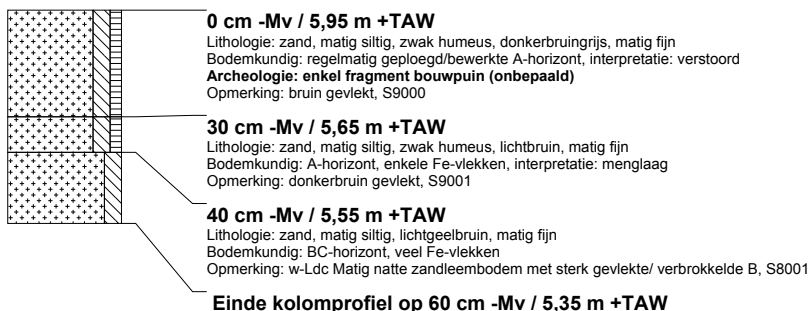 0 cm -Mv / 5,95 m +TAW
Lithologie: zand, matig siltig, zwak humeus, donkerbruingrijs, matig fijn
Bodemkundig: regelmatig geploegd/bewerkte A-horizont, interpretatie: verstoord
Archeologie: enkel fragment bouwpuin (onbepaald)
Opmerking: bruin gevlekt, S9000
30 cm -Mv / 5,65 m +TAW
Lithologie: zand, matig siltig, zwak humeus, lichtbruin, matig fijn
Bodemkundig: A-horizont, enkele Fe-vlekken, interpretatie: menglaag
Opmerking: donkerbruin gevlekt, S9001
40 cm -Mv / 5,55 m +TAW
Lithologie: zand, matig siltig, lichtgeelbruin, matig fijn
Bodemkundig: BC-horizont, veel Fe-vlekken
Opmerking: w-Ldc Matig natte zandleembodem met sterk gevlekte/ verbrokkelde B, S8001
Einde kolomprofiel op 60 cm -Mv / 5,35 m +TAW